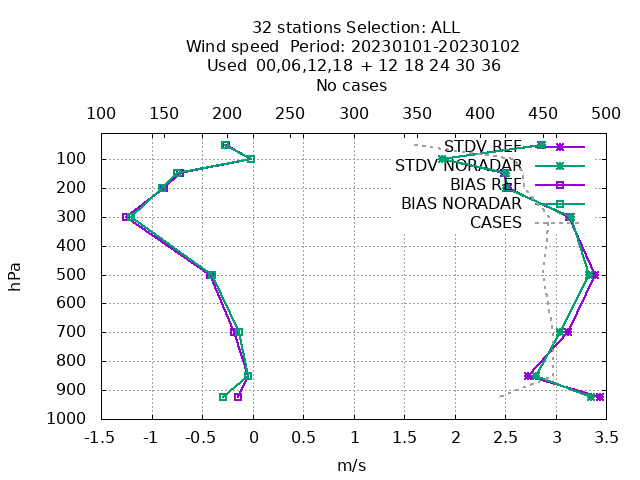 32 stations Selection: ALL
Wind speed  Period: 20230101-20230102
Used  00,06,12,18  + 12 18 24 30 36
No cases
100 150 200 250 300 350 400 450 500
STDV REF
STDV NORADAR
BIAS REF
BIAS NORADAR
CASES
hPa
100
200
300
400
500
600
700
800
900
1000
-1.5 -1 -0.5 0 0.5 1 1.5 2 2.5 3 3.5
m/s